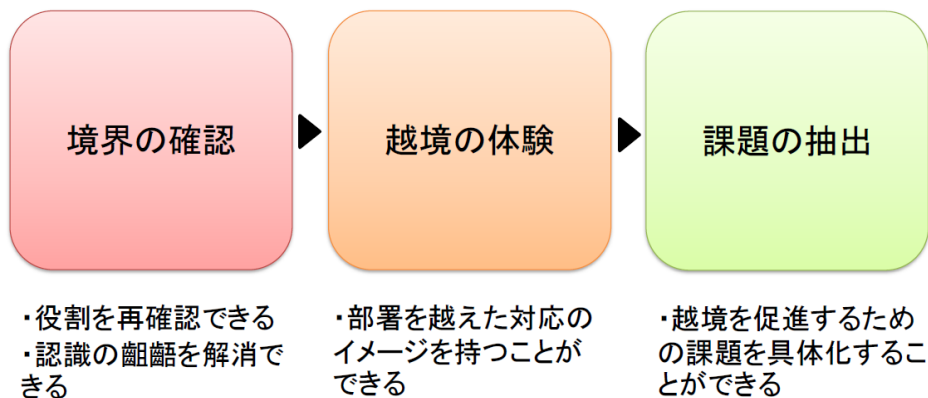 境界の確認
越境の体験
課題の抽出
・役割を再確認できる
・認識の齟齬を解消で
きる
・部署を越えた対応の
イメージを持つことが
できる
・越境を促進するため
の課題を具体化するこ
とができる